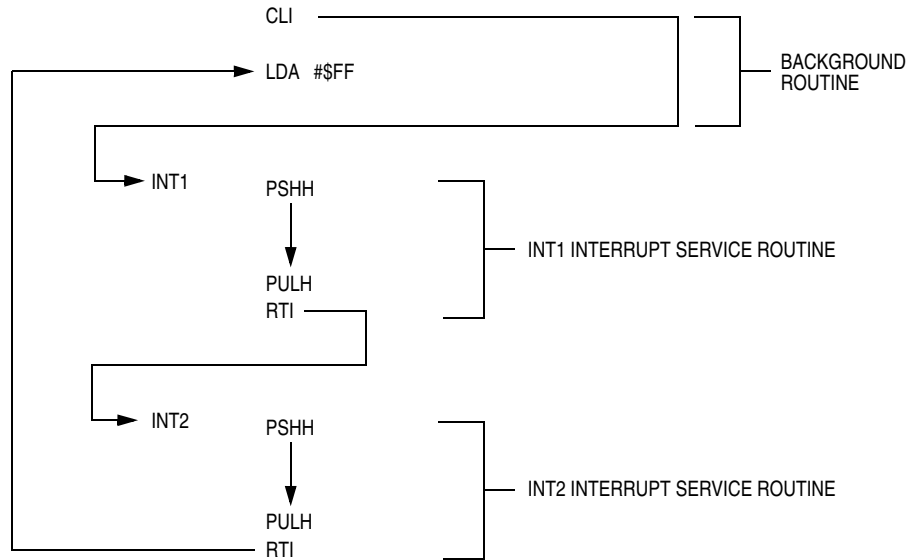 CLI
LDA #$FF
BACKGROUND
ROUTINE
INT1
PSHH
INT1 INTERRUPT SERVICE ROUTINE
PULH
RTI
INT2
PSHH
INT2 INTERRUPT SERVICE ROUTINE
PULH
RTI